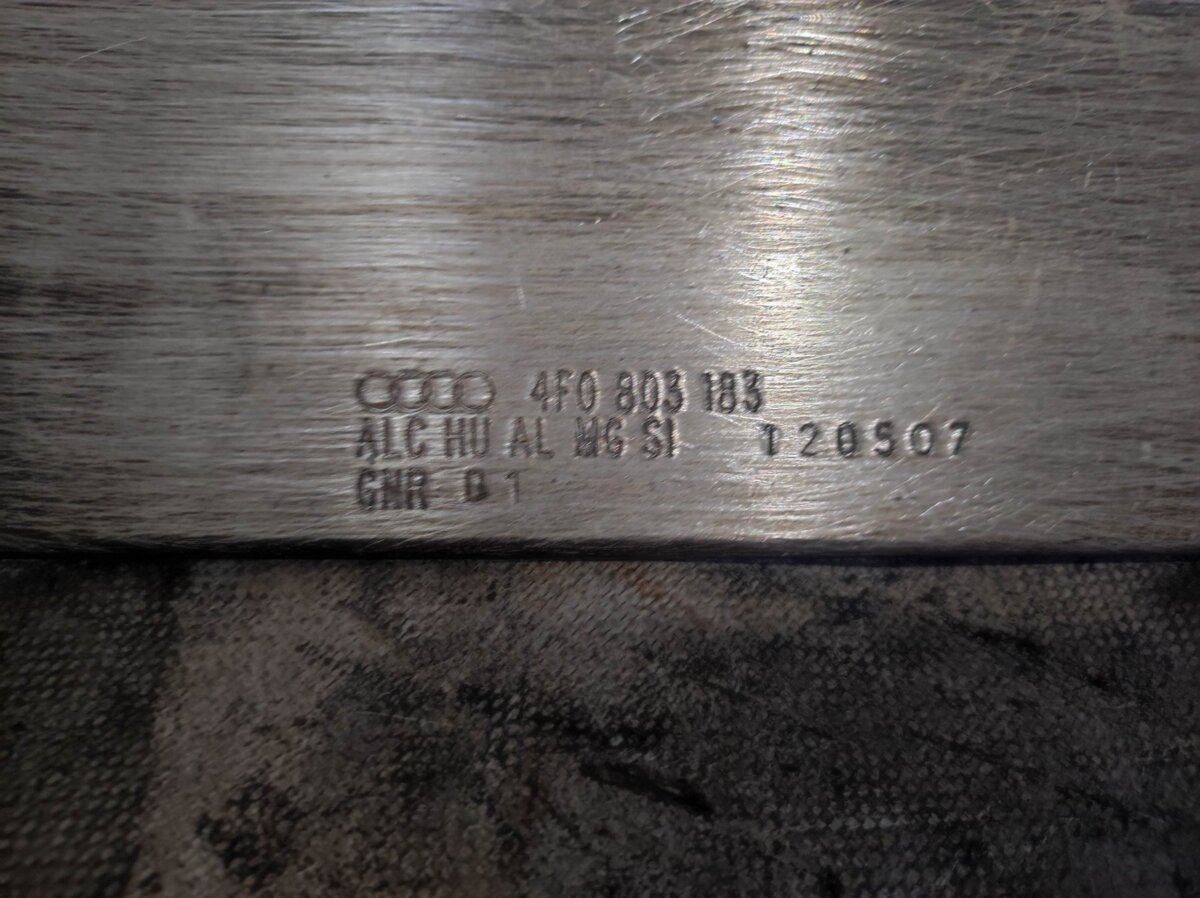 4F0 803 183
ALC HU AL MG SI 120507
GNR 01